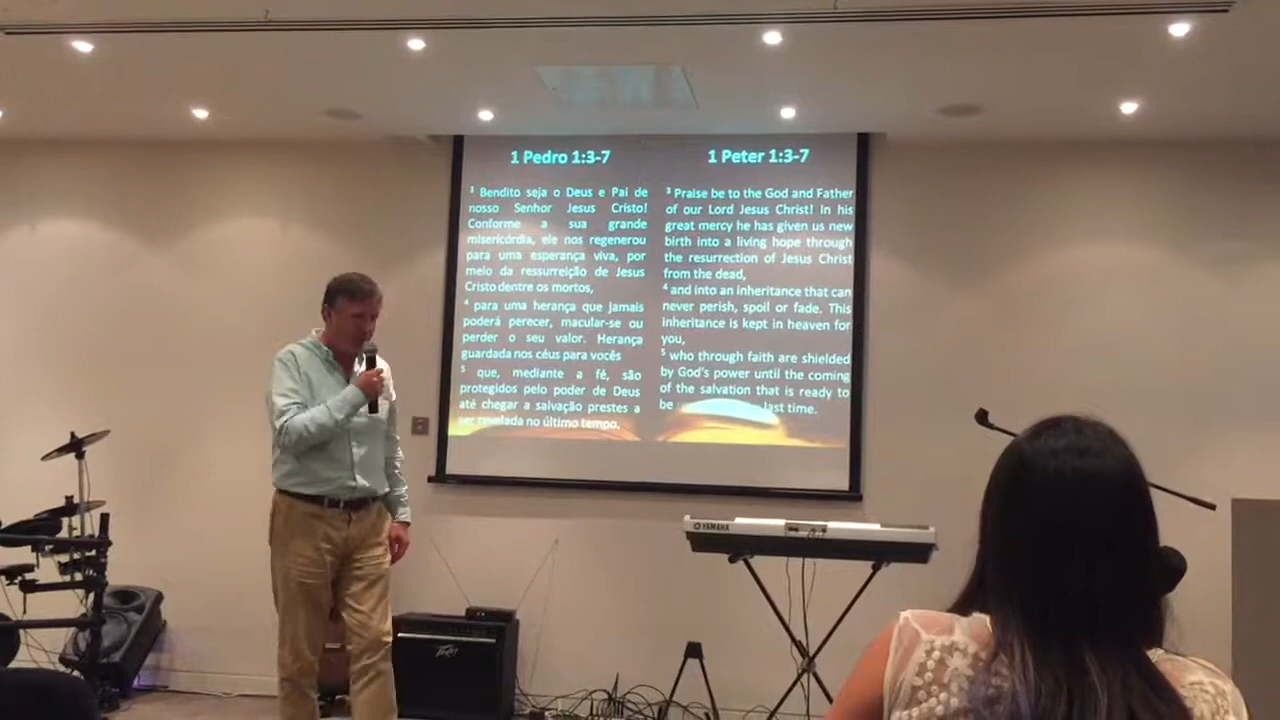 1 Pedro 1:3-7
3 Bendito seja o Deus e Pai de
nosso Senhor Jesus Cristo!
Conforme a sua grande
misericórdia, ele nos regenerou
para uma esperança viva, por
meio da ressurreição de Jesus
Cristo dentre os mortos,
4 para uma herança que jamais
poderá perecer, macular-se ou
perder o seu valor. Herança
guardada nos céus para vocês
5 que, mediante a fé, são
protegidos pelo poder de Deus
até chegar a salvação prestes a
ser revelada no último tempo.
1 Peter 1:3-7
3 Praise be to the God and Father
of our Lord Jesus Christ! In his
great mercy he has given us new
birth into a living hope through
the resurrection of Jesus Christ
from the dead,
4 and into an inheritance that can
never perish, spoil or fade. This
inheritance is kept in heaven for
you,
5 who through faith are shielded
by God's power until the coming
of the salvation that is ready to
be last time.
YAMAHA
PEAVEY